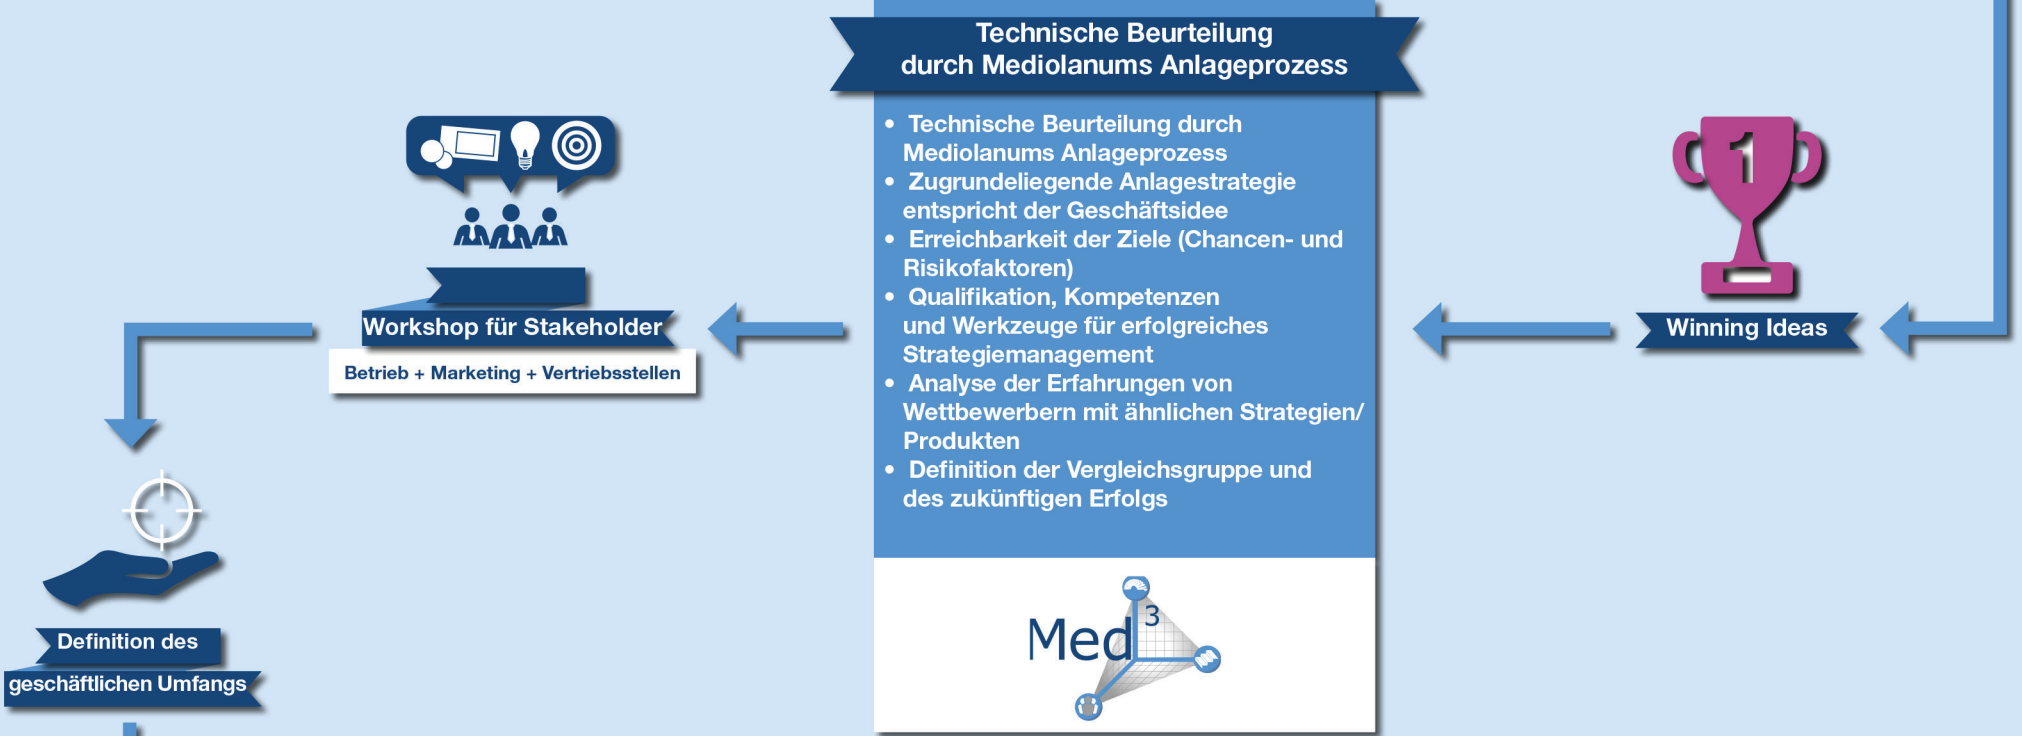 Technische Beurteilung
durch Mediolanums Anlageprozess
• Technische Beurteilung durch
Mediolanums Anlageprozess
• Zugrundeliegende Anlagestrategie
entspricht der Geschäftsidee
• Erreichbarkeit der Ziele (Chancen- und
Risikofaktoren)
• Qualifikation, Kompetenzen
und Werkzeuge für erfolgreiches
Strategiemanagement
• Analyse der Erfahrungen von
Wettbewerbern mit ähnlichen Strategien/
Produkten
• Definition der Vergleichsgruppe und
des zukünftigen Erfolgs
Med³
1
Winning Ideas
Workshop für Stakeholder
Betrieb + Marketing + Vertriebsstellen
Definition des
geschäftlichen Umfangs